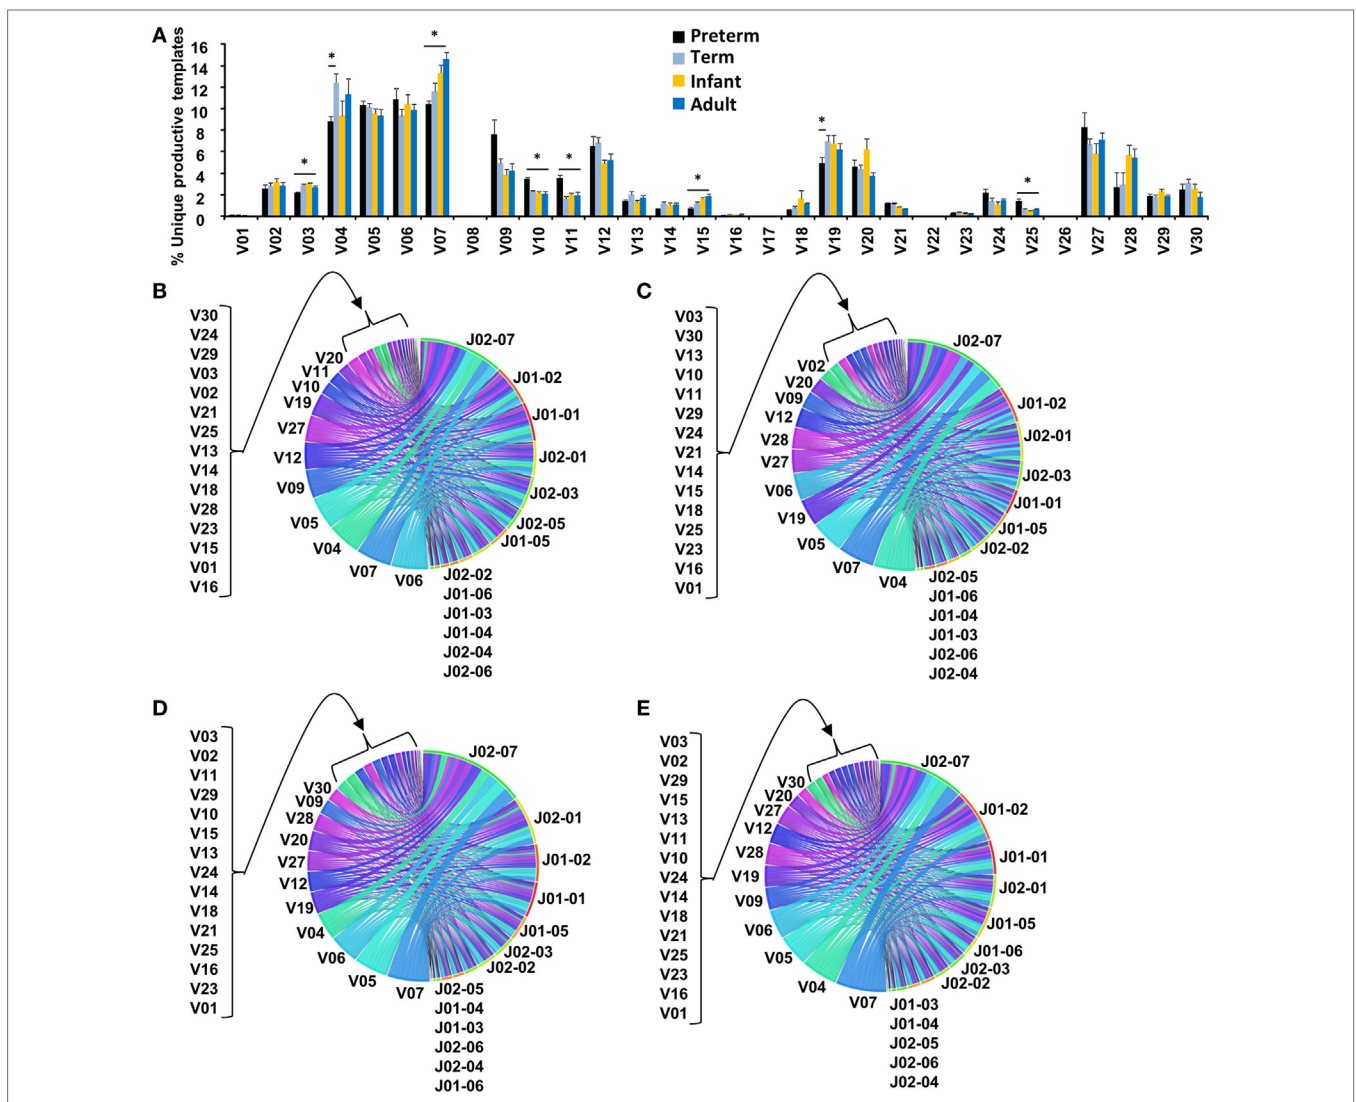 A
% Unique productive templates
16
14
12
10
8
6
4
2
0
* * * * * * * *
Preterm
Term
Infant
Adult
V01 V02 V03 V04 V05 V06 V07 V08 V09 V10 V11 V12 V13 V14 V15 V16 V17 V18 V19 V20 V21 V22 V23 V24 V25 V26 V27 V28 V29 V30
B
V30
V24
V29
V03
V02
V21
V25
V13
V14
V18
V28
V23
V15
V01
V16
V20
V11
V10
V19
V27
V12
V09
V05
V04
V07
V06
J02-07
J01-02
J01-01
J02-01
J02-03
J02-05
J01-05
J02-02
J01-06
J01-03
J01-04
J02-04
J02-06
C
V03
V30
V13
V10
V11
V29
V24
V21
V14
V15
V18
V25
V23
V16
V01
V02
V20
V09
V12
V28
V27
V06
V19
V05
V07
V04
J02-07
J01-02
J02-01
J02-03
J01-01
J01-05
J02-02
J02-05
J01-06
J01-04
J01-03
J02-06
J02-04
D
V03
V02
V11
V29
V10
V15
V13
V24
V14
V18
V21
V25
V16
V23
V01
V30
V09
V28
V20
V27
V12
V19
V04
V06
V05
V07
J02-07
J02-01
J01-02
J01-01
J01-05
J02-03
J02-02
J02-05
J01-04
J01-03
J02-06
J02-04
J01-06
E
V03
V02
V29
V15
V13
V11
V10
V24
V14
V18
V21
V25
V23
V16
V01
V30
V20
V27
V12
V28
V19
V09
V06
V05
V04
V07
J02-07
J01-02
J01-01
J02-01
J01-05
J01-06
J02-03
J02-02
J01-03
J01-04
J02-05
J02-06
J02-04